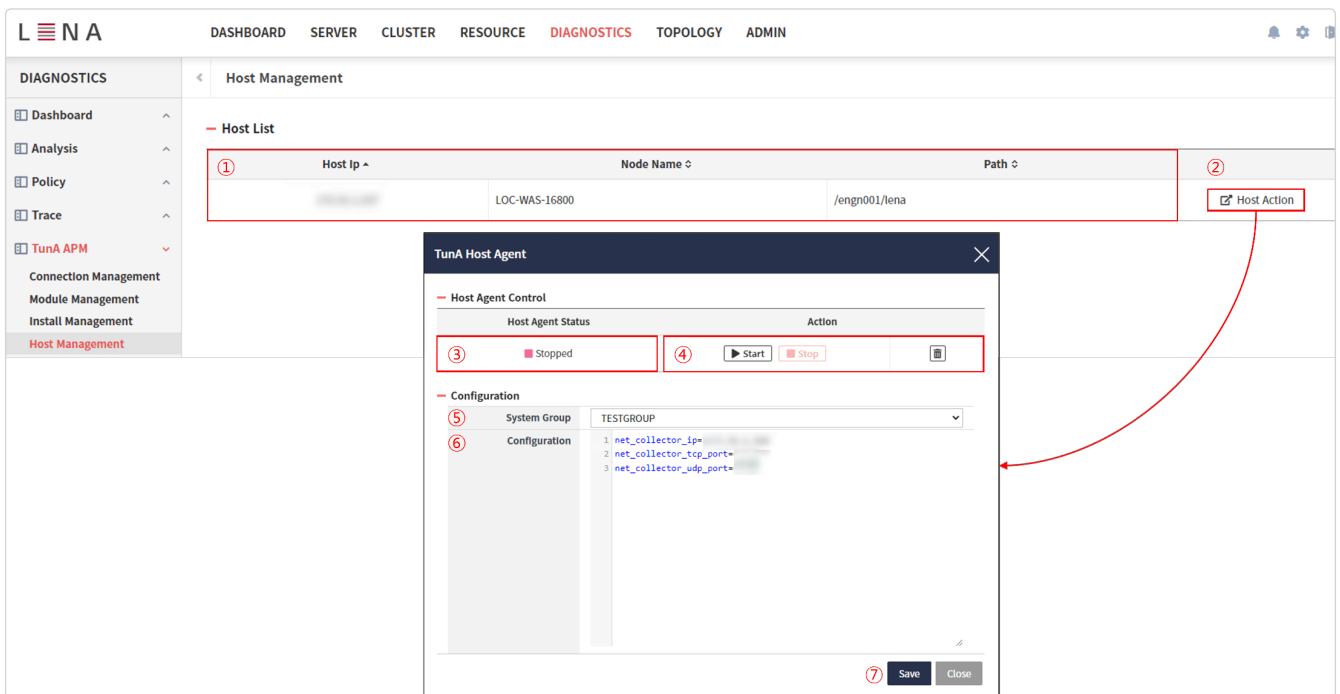 LENA
DASHBOARD SERVER CLUSTER RESOURCE DIAGNOSTICS TOPOLOGY ADMIN
DIAGNOSTICS
Host Management
Dashboard
Analysis
Policy
Trace
TunA APM
Connection Management
Module Management
Install Management
Host Management
Host List
① Host Ip Node Name Path ②
LOC-WAS-16800 /engn001/lena Host Action
TunA Host Agent
Host Agent Control
Host Agent Status Action
③ Stopped ④ Start Stop
Configuration
⑤ System Group TESTGROUP
⑥ Configuration 1 net_collector_ip=
2 net_collector_tcp_port=
3 net_collector_udp_port=
⑦ Save Close